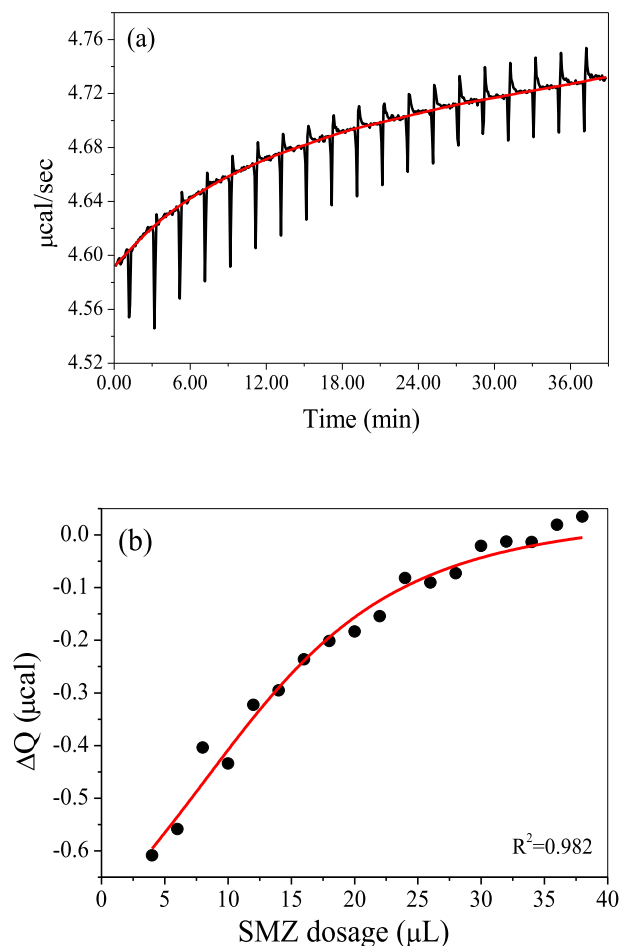 (a)
4.76
4.72
4.68
4.64
4.60
4.56
4.52
μcal/sec
0.00 6.00 12.00 18.00 24.00 30.00 36.00
Time (min)
(b)
0.0
-0.1
-0.2
-0.3
-0.4
-0.5
-0.6
ΔQ (μcal)
R²=0.982
0 5 10 15 20 25 30 35 40
SMZ dosage (μL)